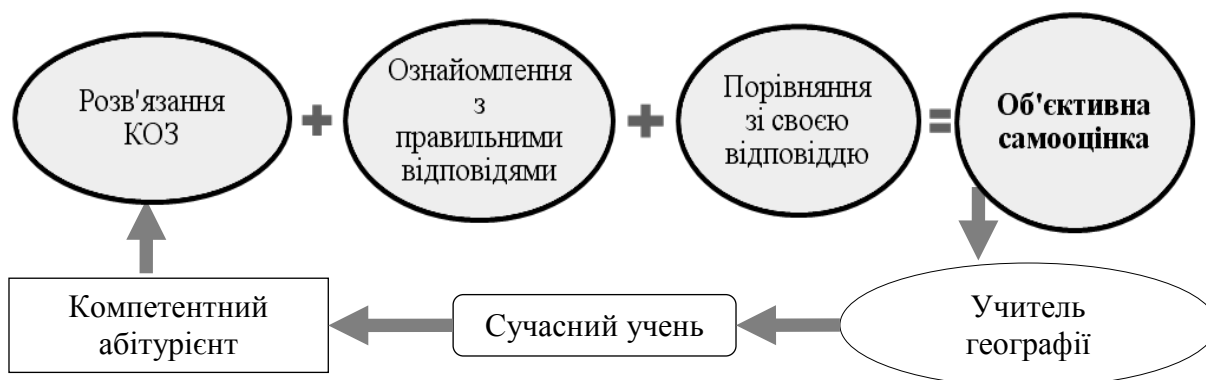 Розв'язання
КОЗ
+
Ознайомлення
з
правильними
відповідями
+
Порівняння
зі своєю
відповіддю
=
Об'єктивна
самооцінка
Компетентний
абітурієнт
Сучасний учень
Учитель
географії